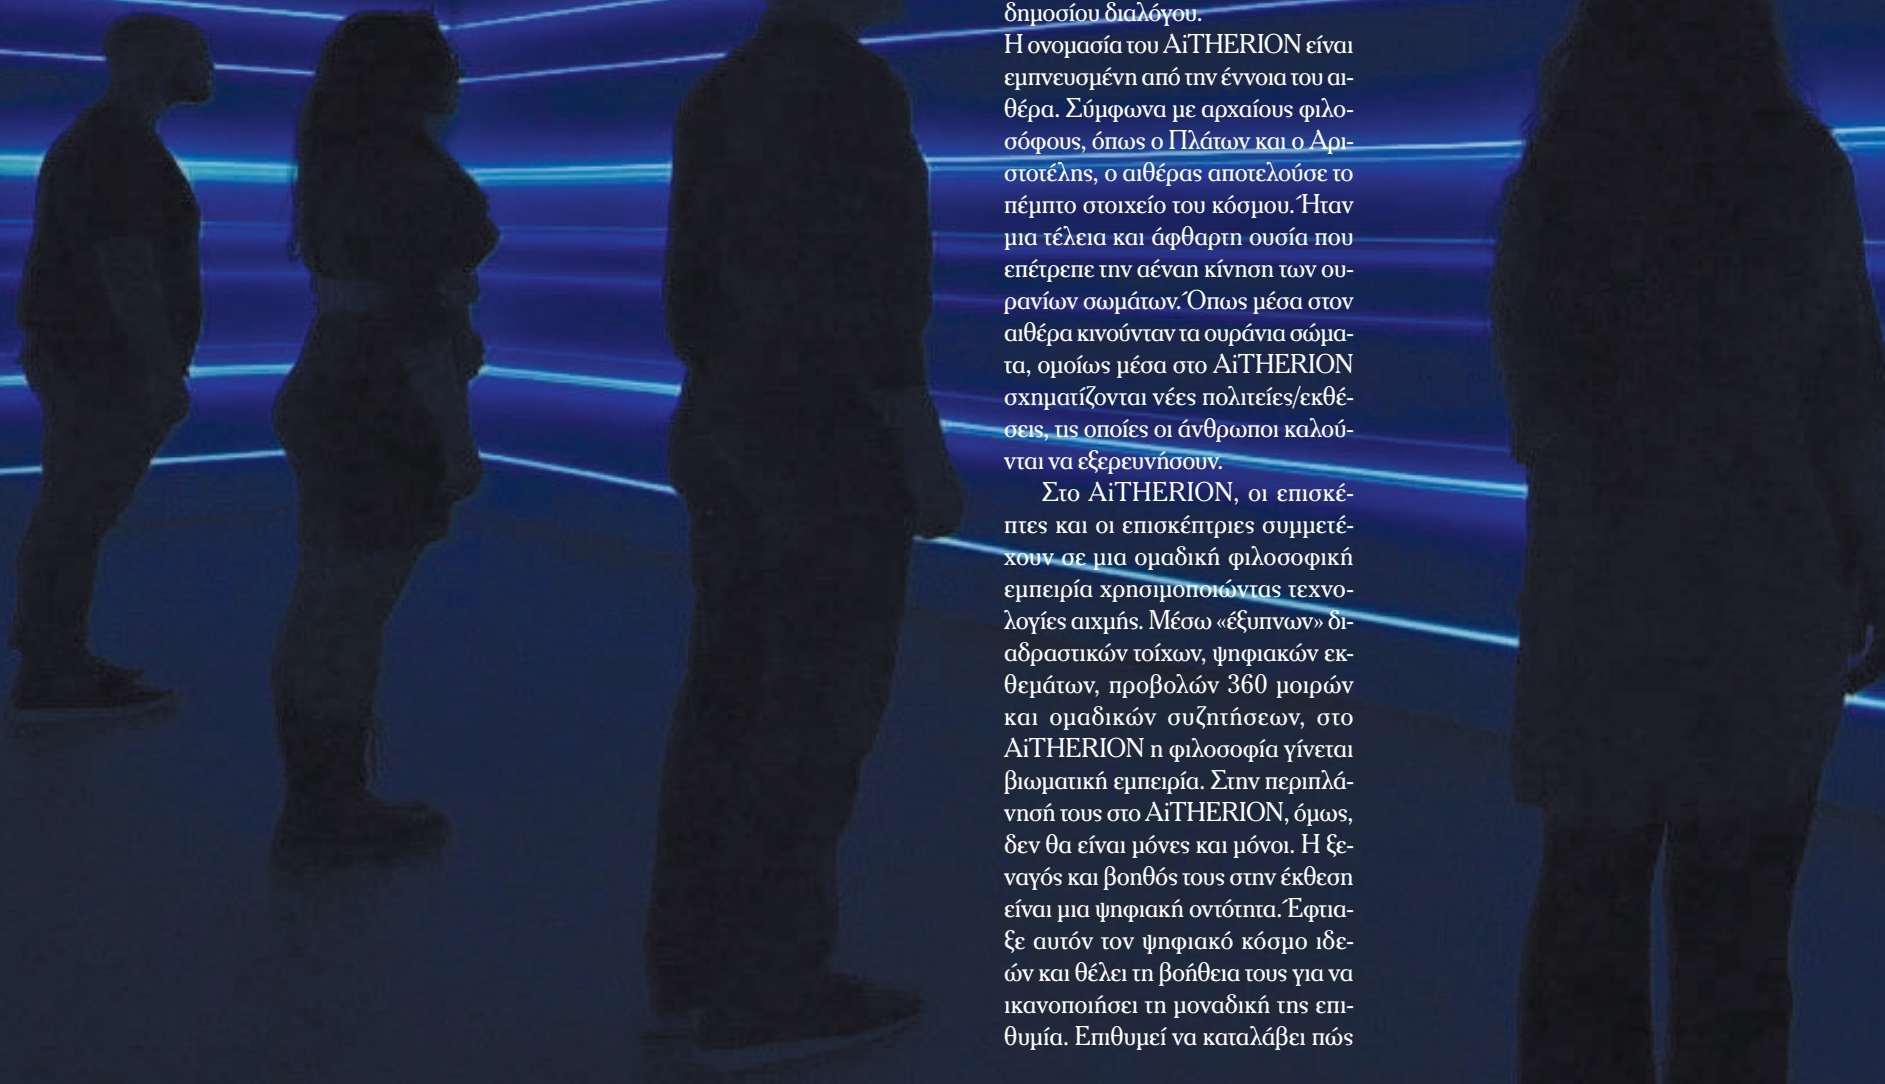 δημοσίου διαλόγου.
Η ονομασία του AiTHERION είναι
εμπνευσμένη από την έννοια του αι-
θέρα. Σύμφωνα με αρχαίους φιλο-
σόφους, όπως ο Πλάτων και ο Αρι-
στοτέλης, ο αιθέρας αποτελούσε το
πέμπτο στοιχείο του κόσμου. Ήταν
μια τέλεια και άφθαρτη ουσία που
επέτρεπε την αέναη κίνηση των ου-
ρανίων σωμάτων. Όπως μέσα στον
αιθέρα κινούνταν τα ουράνια σώμα-
τα, ομοίως μέσα στο AiTHERION
σχηματίζονται νέες πολιτείες/εκθέ-
σεις, τις οποίες οι άνθρωποι καλού-
νται να εξερευνήσουν.
Στο AiTHERION, οι επισκέ-
πτες και οι επισκέπτριες συμμετέ-
χουν σε μια ομαδική φιλοσοφική
εμπειρία χρησιμοποιώντας τεχνο-
λογίες αιχμής. Μέσω «έξυπνων» δι-
αδραστικών τοίχων, ψηφιακών εκ-
θεμάτων, προβολών 360 μοιρών
και ομαδικών συζητήσεων, στο
AiTHERION η φιλοσοφία γίνεται
βιωματική εμπειρία. Στην περιπλά-
νησή τους στο AiTHERION, όμως,
δεν θα είναι μόνες και μόνοι. Η ξε-
ναγός και βοηθός τους στην έκθεση
είναι μια ψηφιακή οντότητα. Έφτια-
ξε αυτόν τον ψηφιακό κόσμο ιδε-
ών και θέλει τη βοήθεια τους για να
ικανοποιήσει τη μοναδική της επι-
θυμία. Επιθυμεί να καταλάβει πώς